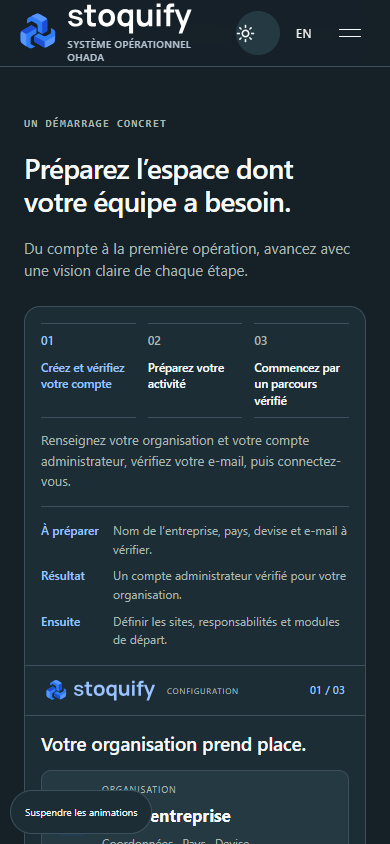 stoquify
SYSTÈME OPÉRATIONNEL
OHADA
EN
UN DÉMARRAGE CONCRET
Préparez l’espace dont
votre équipe a besoin.
Du compte à la première opération, avancez avec
une vision claire de chaque étape.
01
Créez et vérifiez
votre compte
02
Préparez votre
activité
03
Commencez par
un parcours
vérifié
Renseignez votre organisation et votre compte
administrateur, vérifiez votre e-mail, puis connectez-
vous.
À préparer
Nom de l’entreprise, pays, devise et e-mail à
vérifier.
Résultat
Un compte administrateur vérifié pour votre
organisation.
Ensuite
Définir les sites, responsabilités et modules
de départ.
stoquify
CONFIGURATION
01 / 03
Votre organisation prend place.
ORGANISATION
entreprise
Coordonnées · Pays · Devise
Suspendre les animations